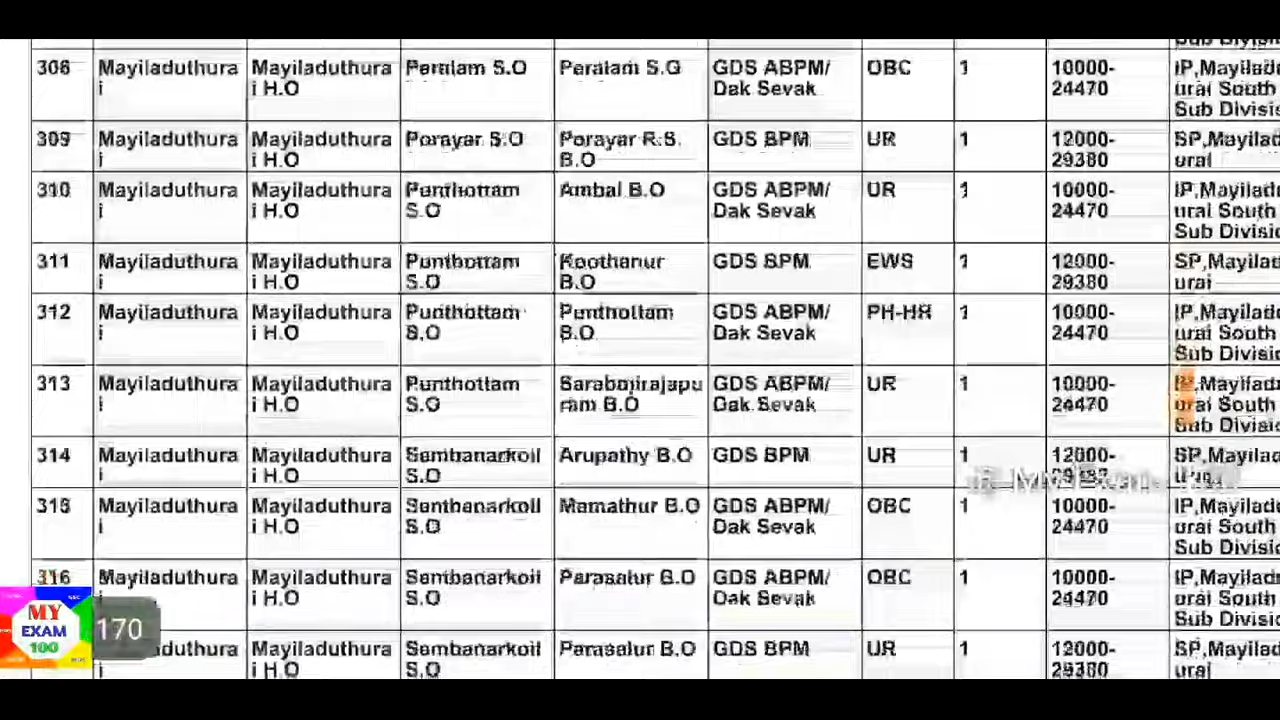 308 Mayiladuthura Mayiladuthura Peralam S.O Peralam S.O GDS ABPM/ OBC 1 10000- IP,Mayiladu
i i H.O Dak Sevak 24470 urai South
Sub Divisio
309 Mayiladuthura Mayiladuthura Porayar S.O Porayar R.S. GDS BPM UR 1 12000- SP,Mayilad
i i H.O B.O 29380 urai
310 Mayiladuthura Mayiladuthura Punthottam Ambal B.O GDS ABPM/ UR 1 10000- IP,Mayiladu
i i H.O S.O Dak Sevak 24470 urai South
Sub Divisio
311 Mayiladuthura Mayiladuthura Punthottam Koothanur GDS BPM EWS 1 12000- SP,Mayilad
i i H.O S.O B.O 29380 urai
312 Mayiladuthura Mayiladuthura Punthottam Punthottam GDS ABPM/ PH-HH 1 10000- IP,Mayiladu
i i H.O S.O B.O Dak Sevak 24470 urai South
Sub Divisio
313 Mayiladuthura Mayiladuthura Punthottam Sarabojirajapu GDS ABPM/ UR 1 10000- IP,Mayiladu
i i H.O S.O ram B.O Dak Sevak 24470 urai South
Sub Divisio
314 Mayiladuthura Mayiladuthura Sembanarkoil Arupathy B.O GDS BPM UR 1 12000- SP,Mayilad
i i H.O S.O
315 Mayiladuthura Mayiladuthura Sembanarkoil Mamathur B.O GDS ABPM/ OBC 1 10000- IP,Mayiladu
i i H.O S.O Dak Sevak 24470 urai South
Sub Divisio
316 Mayiladuthura Mayiladuthura Sembanarkoil Parasalur B.O GDS ABPM/ OBC 1 10000- IP,Mayiladu
i H.O S.O Dak Sevak 24470 urai South
Sub Divisio
duthura Mayiladuthura Sembanarkoil Parasalur B.O GDS BPM UR 1 12000- SP,Mayilad
i H.O S.O 29380 urai
MY
EXAM
100
170